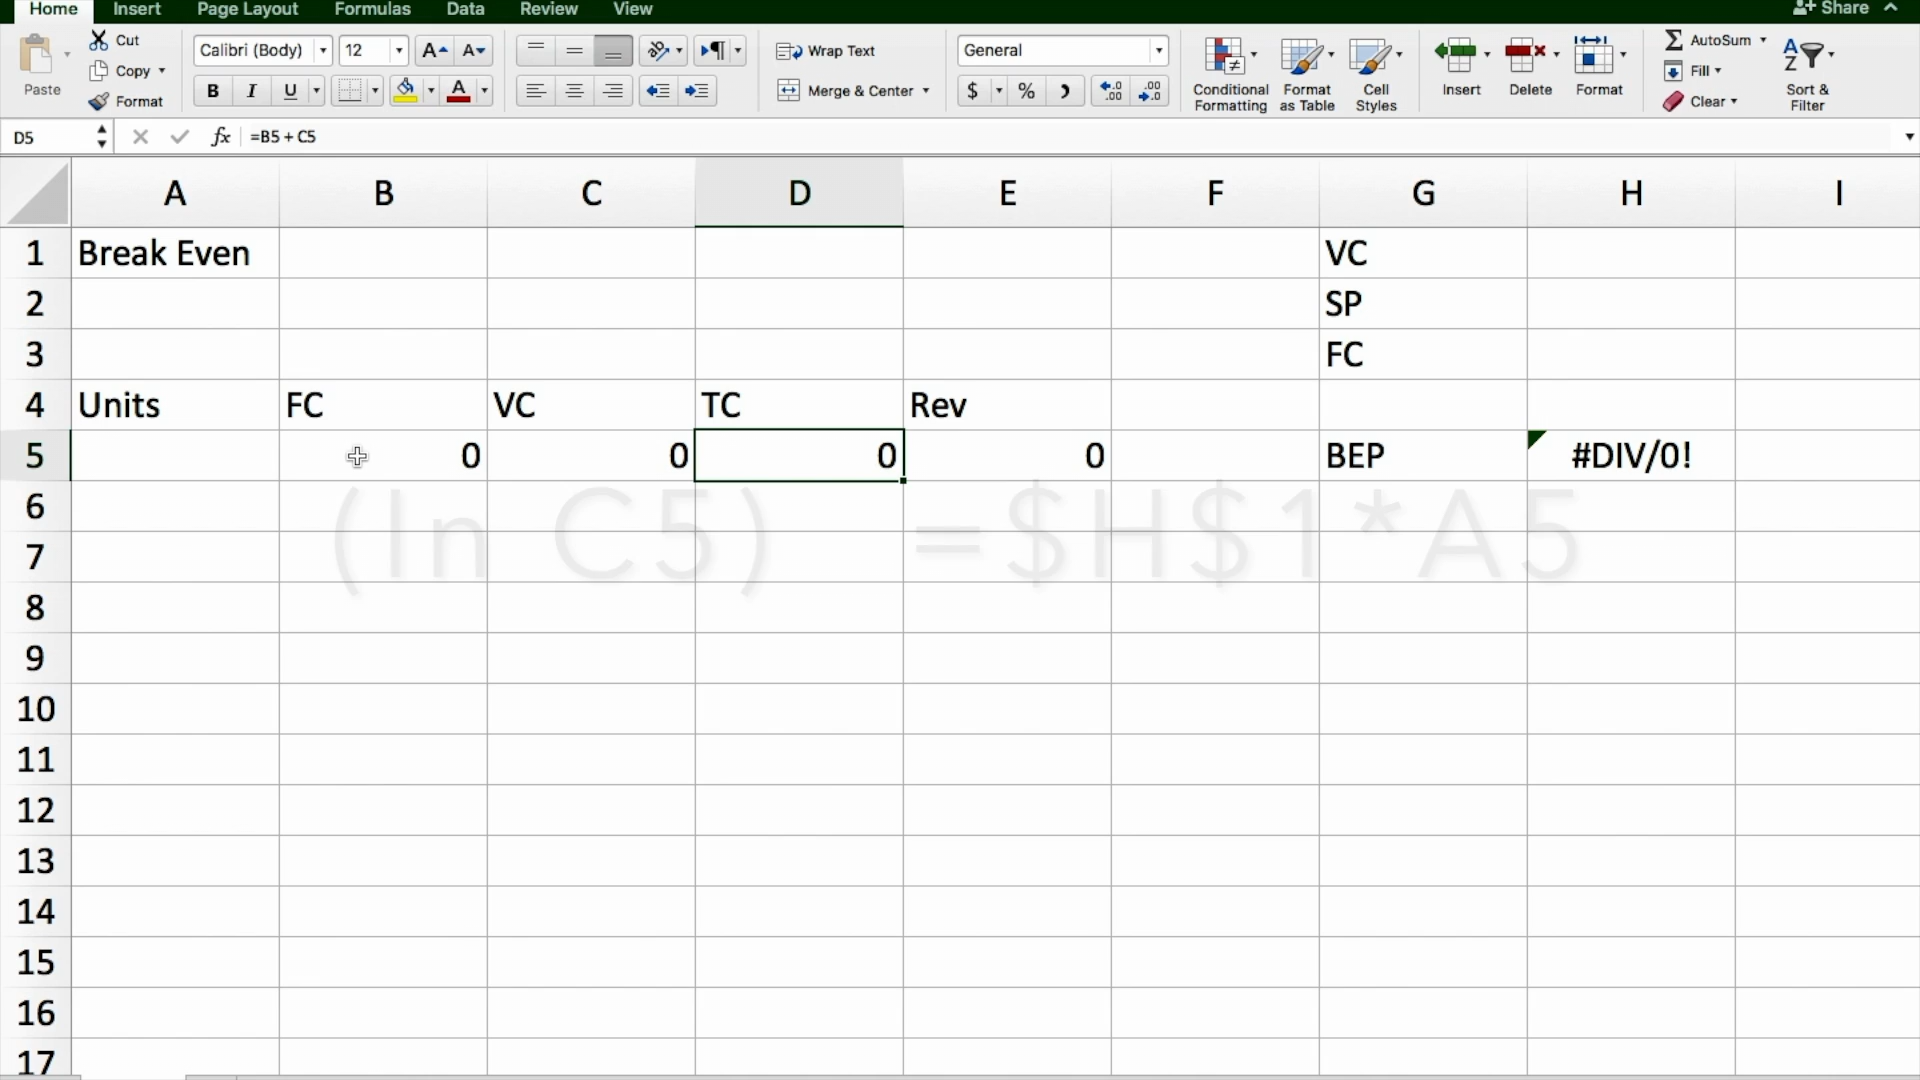 Home Insert Page Layout Formulas Data Review View Share
Cut
Copy
Format
Paste
Calibri (Body) 12
B I U
Wrap Text
Merge & Center
General
$ % )
Conditional Formatting
Format as Table
Cell Styles
Insert
Delete
Format
AutoSum
Fill
Clear
Sort & Filter
D5 fx =B5 + C5
A B C D E F G H I
1 Break Even VC
2 SP
3 FC
4 Units FC VC TC Rev
5 0 0 0 0 BEP #DIV/0!
(In C5) =$H$1*A5
6
7
8
9
10
11
12
13
14
15
16
17